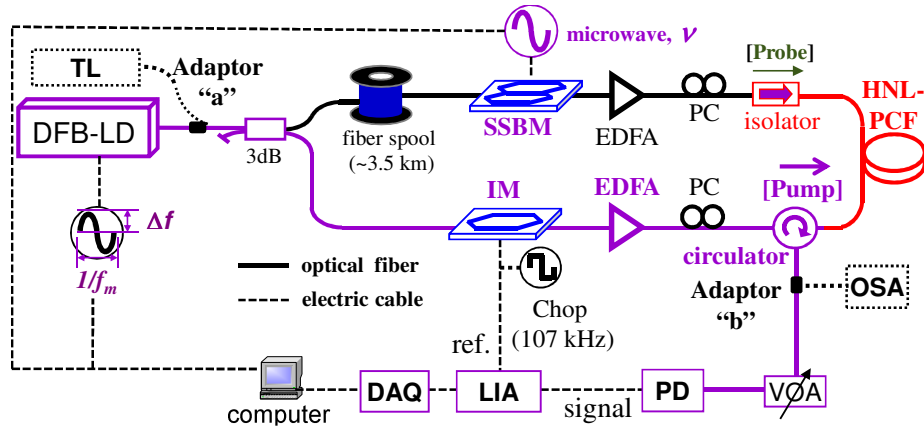 microwave, ν
TL
Adaptor
“a”
[Probe]
HNL-
PCF
DFB-LD
3dB
fiber spool
(~3.5 km)
SSBM
EDFA
PC
isolator
IM
EDFA
PC
[Pump]
Δf
1/fm
optical fiber
electric cable
Chop
(107 kHz)
circulator
Adaptor
“b”
OSA
ref.
computer
DAQ
LIA
signal
PD
VOA